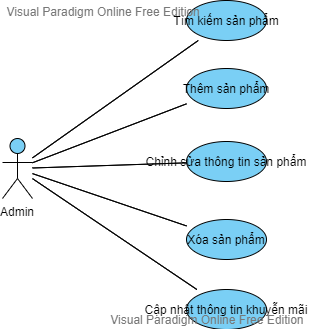 Visual Paradigm Online Free Edition
Tìm kiếm sản phẩm
Thêm sản phẩm
Chỉnh sửa thông tin sản phẩm
Admin
Xóa sản phẩm
Cập nhật thông tin khuyễn mãi
Visual Paradigm Online Free Edition